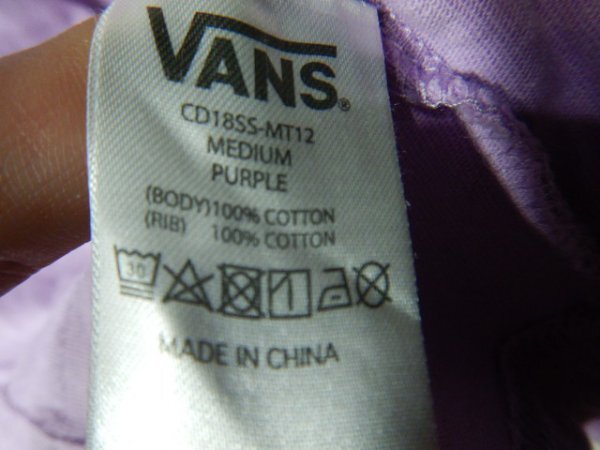 VANS®
CD18SS-MT12
MEDIUM
PURPLE
(BODY)100% COTTON
(RIB) 100% COTTON
30
MADE IN CHINA